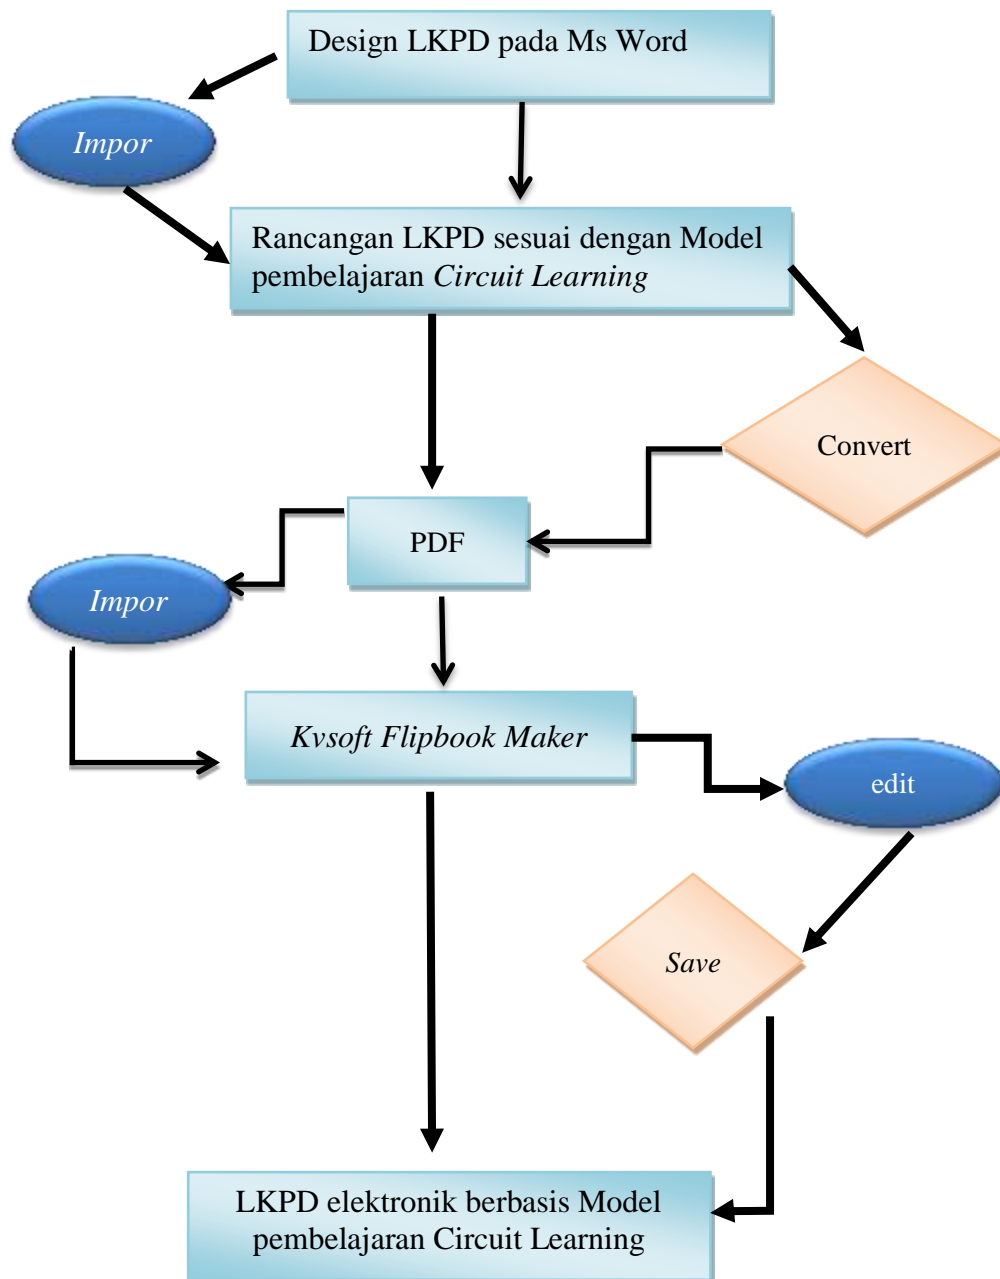 Design LKPD pada Ms Word
Impor
Rancangan LKPD sesuai dengan Model
pembelajaran Circuit Learning
Convert
PDF
Impor
Kvsoft Flipbook Maker
edit
Save
LKPD elektronik berbasis Model
pembelajaran Circuit Learning